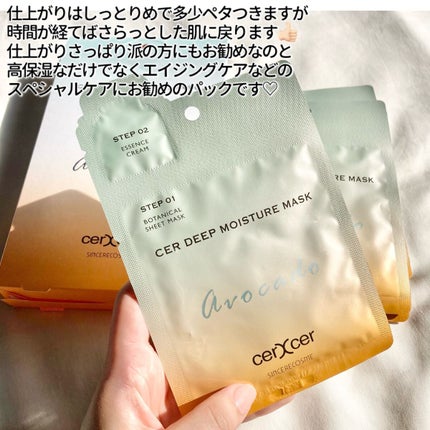 仕上がりはしっとりめで多少ペタつきますが
時間が経てばさらっとした肌に戻ります👍🏻
仕上がりさっぱり派の方にもお勧めなのと
高保湿なだけでなくエイジングケアなどの
スペシャルケアにお勧めのパックです♡
STEP 02
ESSENCE
CREAM
STEP 01
BOTANICAL
SHEET MASK
CER DEEP MOISTURE MASK
Avocado
cerXcer
SINCERECOSME
URE MASK
Avoca
cerXcer
SINCERECOSME